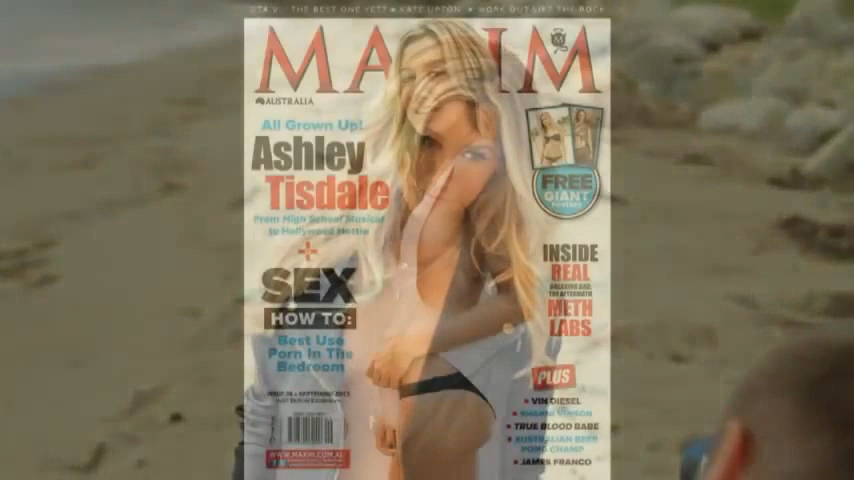 GTA V: THE BEST ONE YET? ★ KATE UPTON ★ WORK OUT LIKE THE ROCK
MAXIM
AUSTRALIA
All Grown Up!
Ashley
Tisdale
From High School Musical
to Hollywood Hottie
+
SEX
HOW TO:
Best Use
Porn In The
Bedroom
FREE
GIANT
POSTERS
INSIDE
REAL
BREAKING BAD:
THE AFTERMATH
METH
LABS
PLUS
VIN DIESEL
TRUE BLOOD BABE
AUSTRALIAN BEER
PONG CHAMP
JAMES FRANCO
WWW.MAXIM.COM.AU